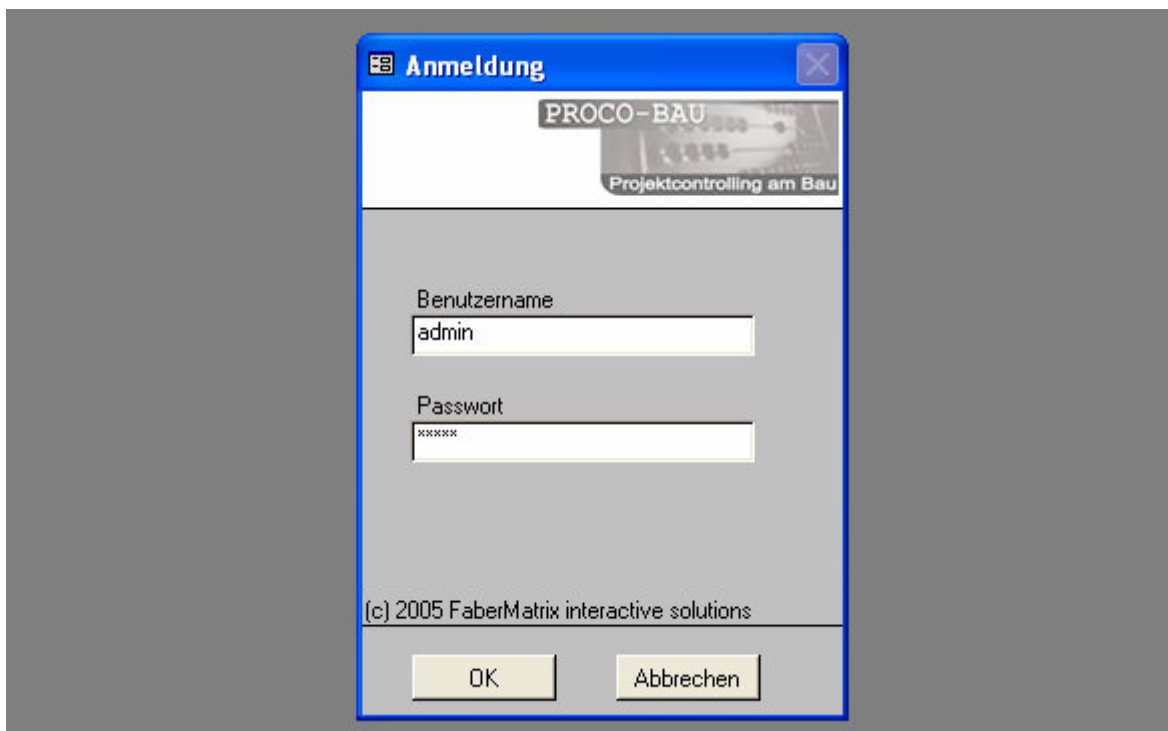 Anmeldung
PROCO-BAU
Projektcontrolling am Bau
Benutzername
admin
Passwort
×××××
(c) 2005 FaberMatrix interactive solutions
OK Abbrechen